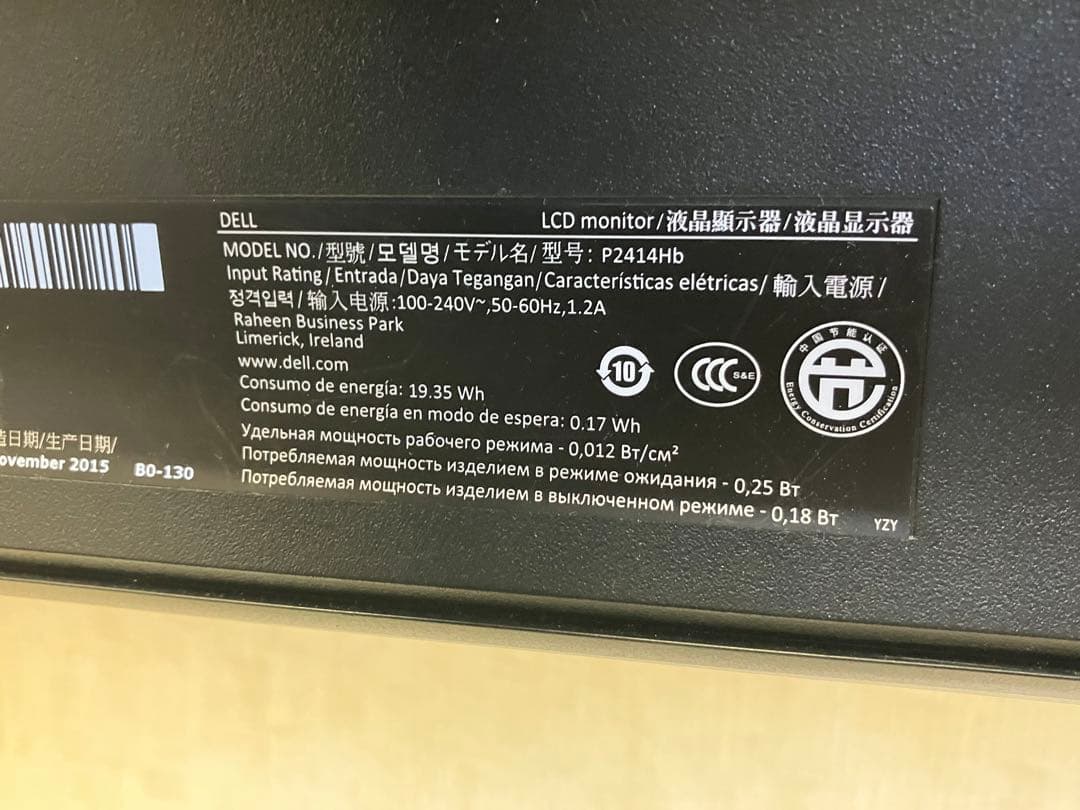 DELL LCD monitor/液晶顯示器/液晶显示器
MODEL NO./型號/모델명/モデル名/型号: P2414Hb
Input Rating/Entrada/Daya Tegangan/Características elétricas/輸入電源/
정격입력/输入电源:100-240V~,50-60Hz,1.2A
Raheen Business Park
Limerick, Ireland
www.dell.com
Consumo de energía: 19.35 Wh
Consumo de energía en modo de espera: 0.17 Wh
Удельная мощность рабочего режима - 0,012 Вт/см²
Потребляемая мощность изделием в режиме ожидания - 0,25 Вт
Потребляемая мощность изделием в выключенном режиме - 0,18 Вт
YZY
10
CCC S&E
中国节能认证
Energy Conservation Certification
日期/生产日期/
ovember 2015 B0-130